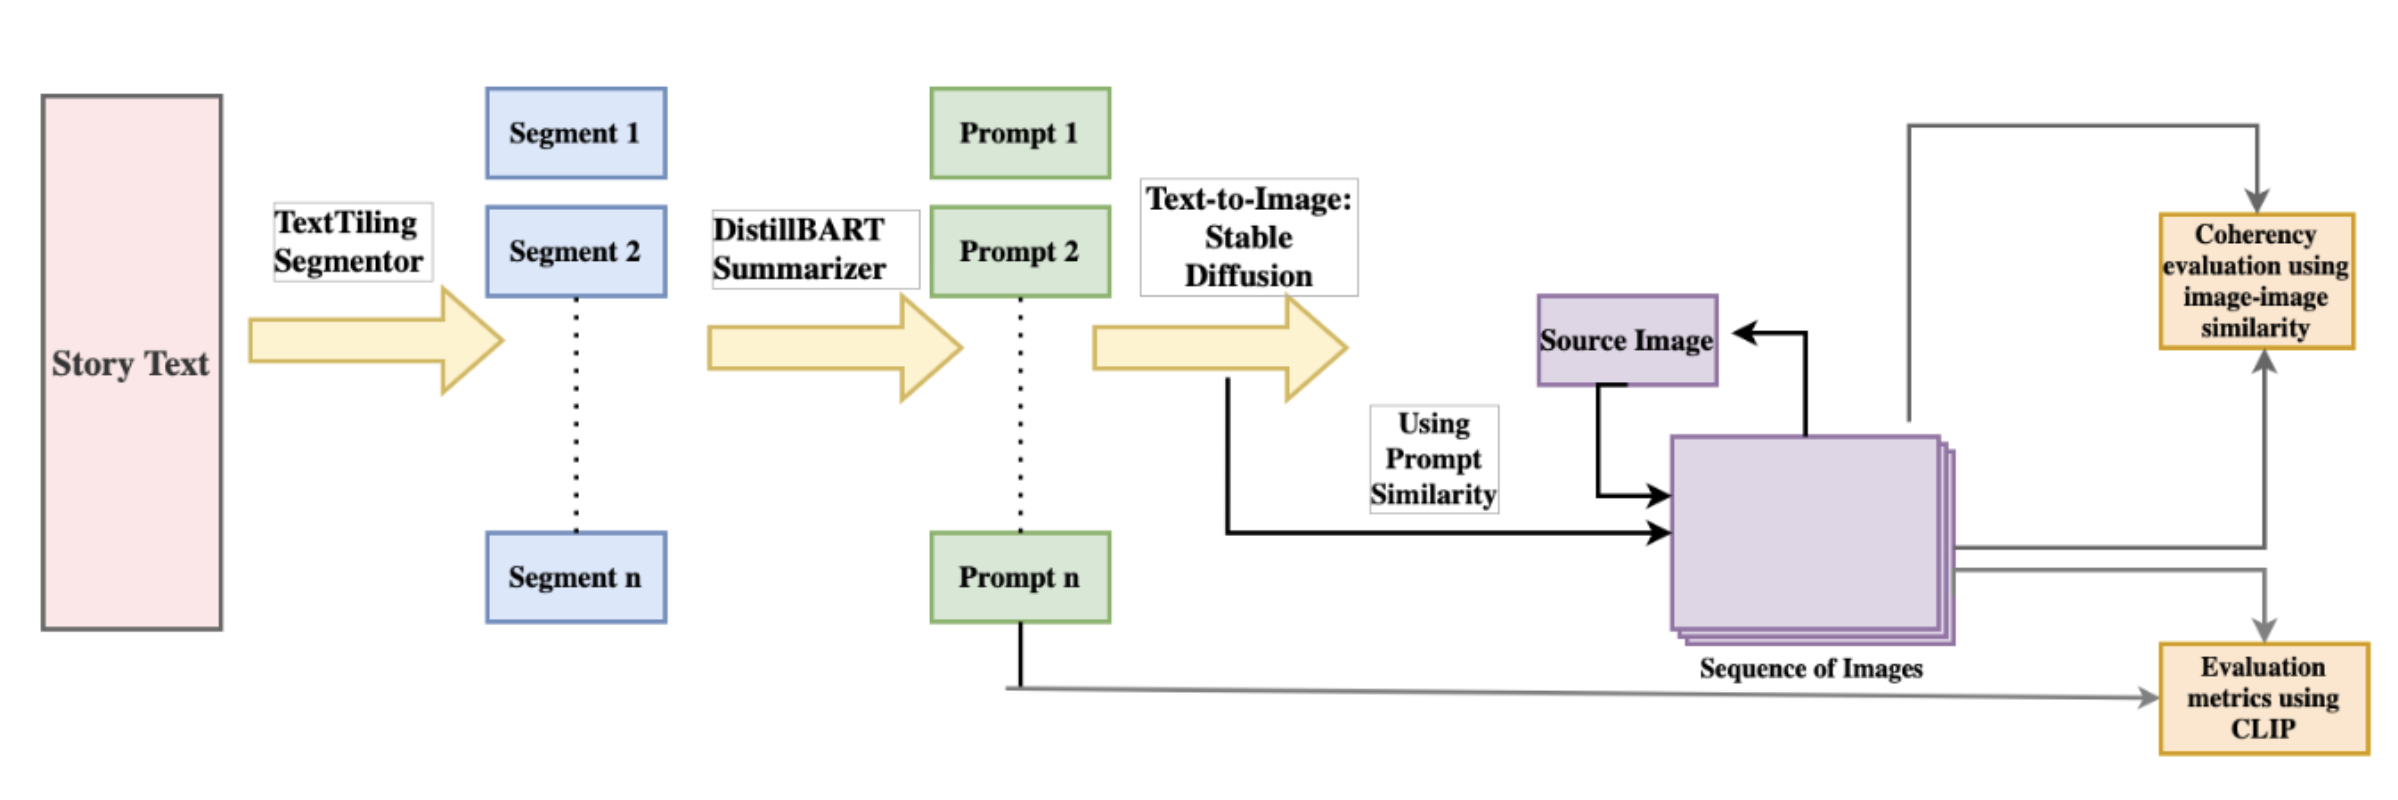 Story Text
TextTiling
Segmentor
Segment 1
Segment 2
Segment n
DistillBART
Summarizer
Prompt 1
Prompt 2
Prompt n
Text-to-Image:
Stable
Diffusion
Using
Prompt
Similarity
Source Image
Sequence of Images
Coherency
evaluation using
image-image
similarity
Evaluation
metrics using
CLIP